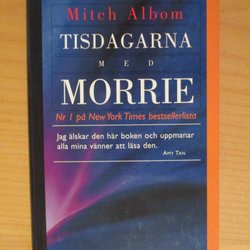 Mitch Albom
TISDAGARNA
MED
MORRIE
Nr 1 på New York Times bestsellerlista
Jag älskar den här boken och uppmanar
alla mina vänner att läsa den.
AMY TAN